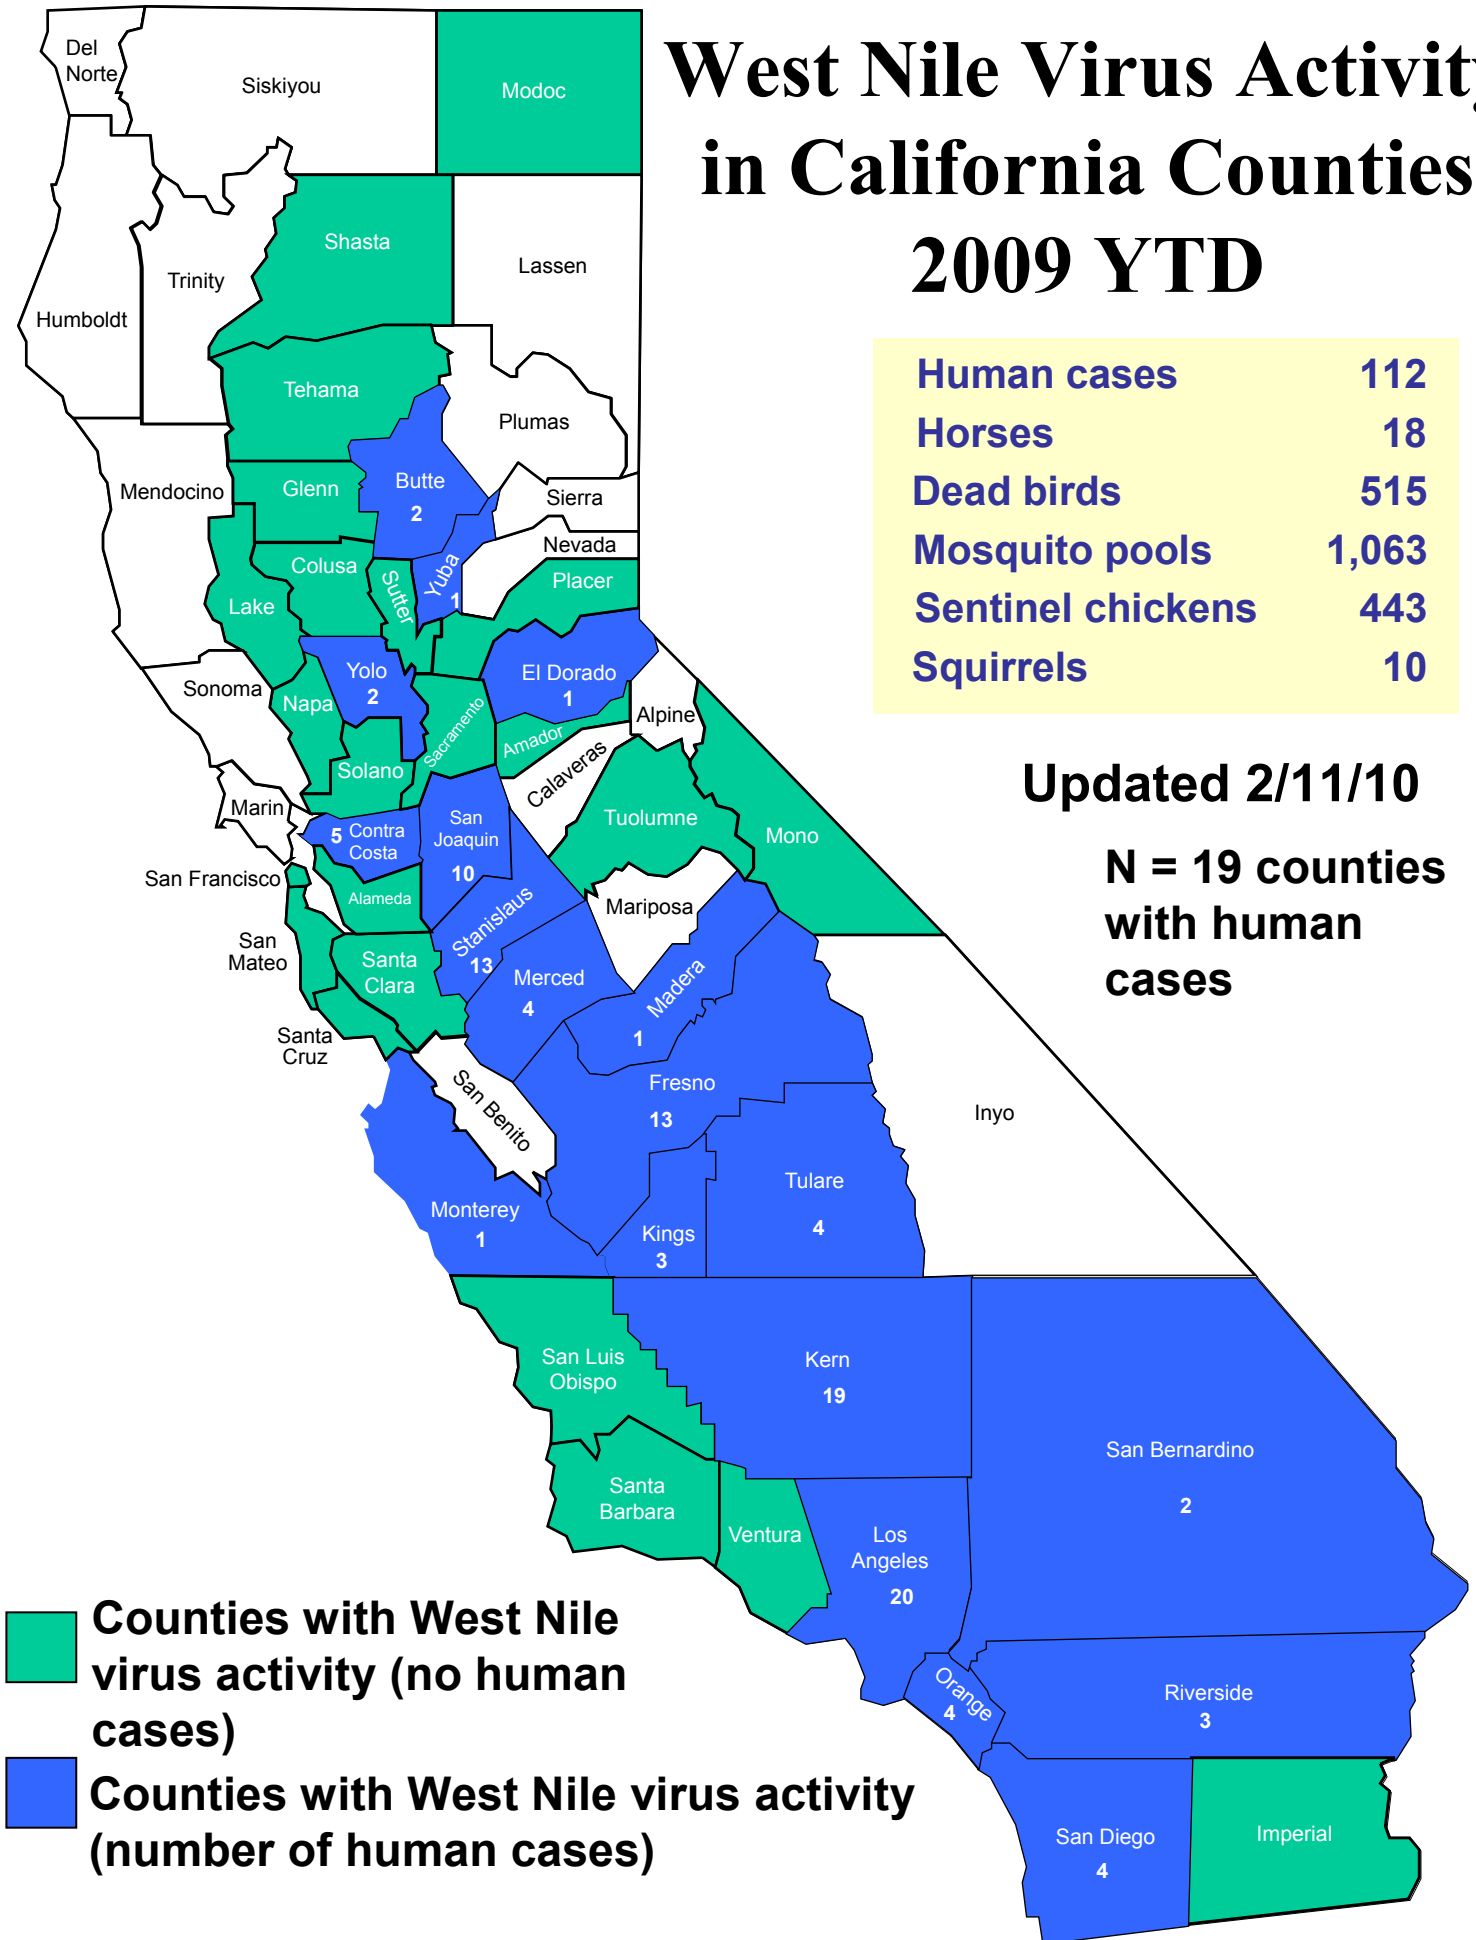 West Nile Virus Activity
in California Counties
2009 YTD
Human cases 112
Horses 18
Dead birds 515
Mosquito pools 1,063
Sentinel chickens 443
Squirrels 10
Updated 2/11/10
N = 19 counties
with human
cases
Del
Norte
Siskiyou
Modoc
Shasta
Lassen
Trinity
Humboldt
Tehama
Plumas
Mendocino
Glenn
Butte
2
Sierra
Nevada
Colusa
Sutter
Yuba
1
Placer
Lake
Sonoma
Napa
Yolo
2
El Dorado
1
Sacramento
Amador
Alpine
Solano
Calaveras
Marin
5 Contra
Costa
San
Joaquin
10
Tuolumne
Mono
San Francisco
Alameda
Stanislaus
13
Mariposa
San
Mateo
Santa
Clara
Merced
4
Madera
1
Santa
Cruz
San Benito
Fresno
13
Inyo
Monterey
1
Kings
3
Tulare
4
San Luis
Obispo
Kern
19
San Bernardino
2
Santa
Barbara
Ventura
Los
Angeles
20
Orange
4
Riverside
3
San Diego
4
Imperial
Counties with West Nile
virus activity (no human
cases)
Counties with West Nile virus activity
(number of human cases)